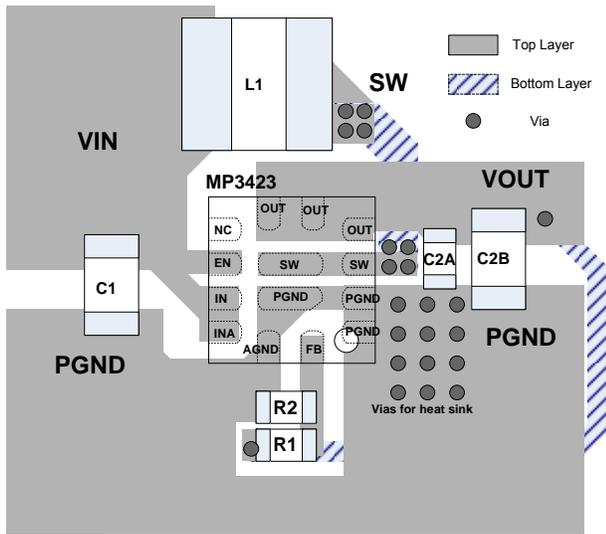 Top Layer
L1
SW
Bottom Layer
Via
VIN
VOUT
MP3423
OUT
OUT
NC
OUT
EN
SW
SW
C2A
C2B
C1
IN
PGND
PGND
INA
PGND
PGND
PGND
AGND
FB
R2
Vias for heat sink
R1